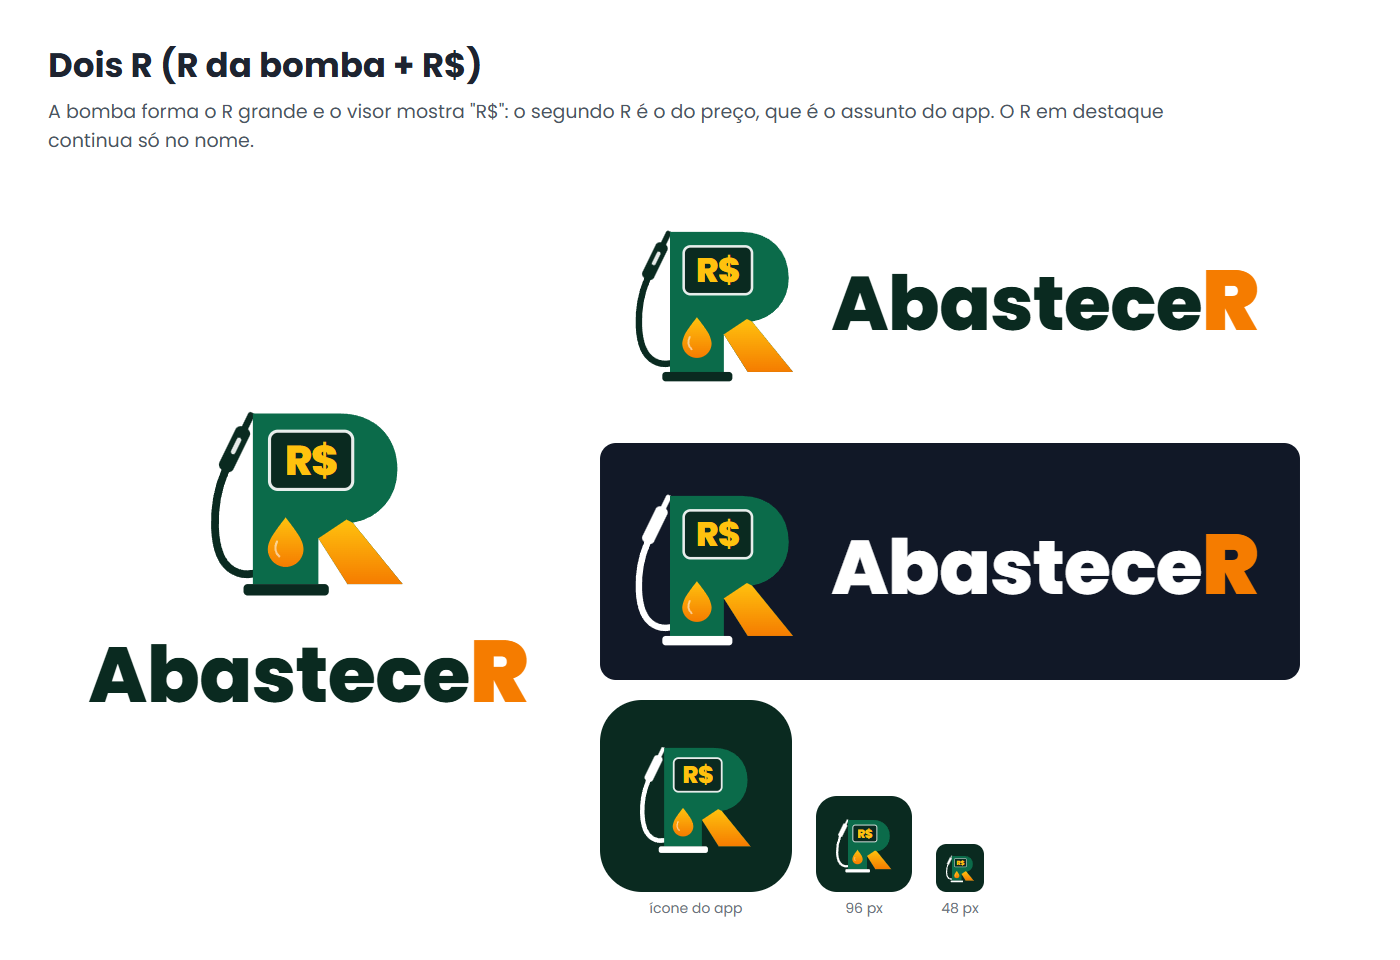 Dois R (R da bomba + R$)
A bomba forma o R grande e o visor mostra "R$": o segundo R é o do preço, que é o assunto do app. O R em destaque
continua só no nome.
R$
AbasteceR
R$
AbasteceR
R$
AbasteceR
R$
R$
R$
ícone do app
96 px
48 px